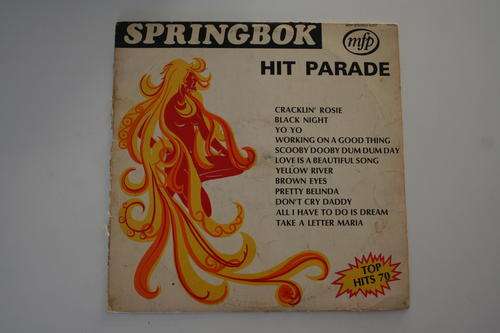 SPRINGBOK
mfp
HIT PARADE
CRACKLIN' ROSIE
BLACK NIGHT
YO YO
WORKING ON A GOOD THING
SCOOBY DOOBY DUM DUM DAY
LOVE IS A BEAUTIFUL SONG
YELLOW RIVER
BROWN EYES
PRETTY BELINDA
DON'T CRY DADDY
ALL I HAVE TO DO IS DREAM
TAKE A LETTER MARIA
TOP
HITS 70